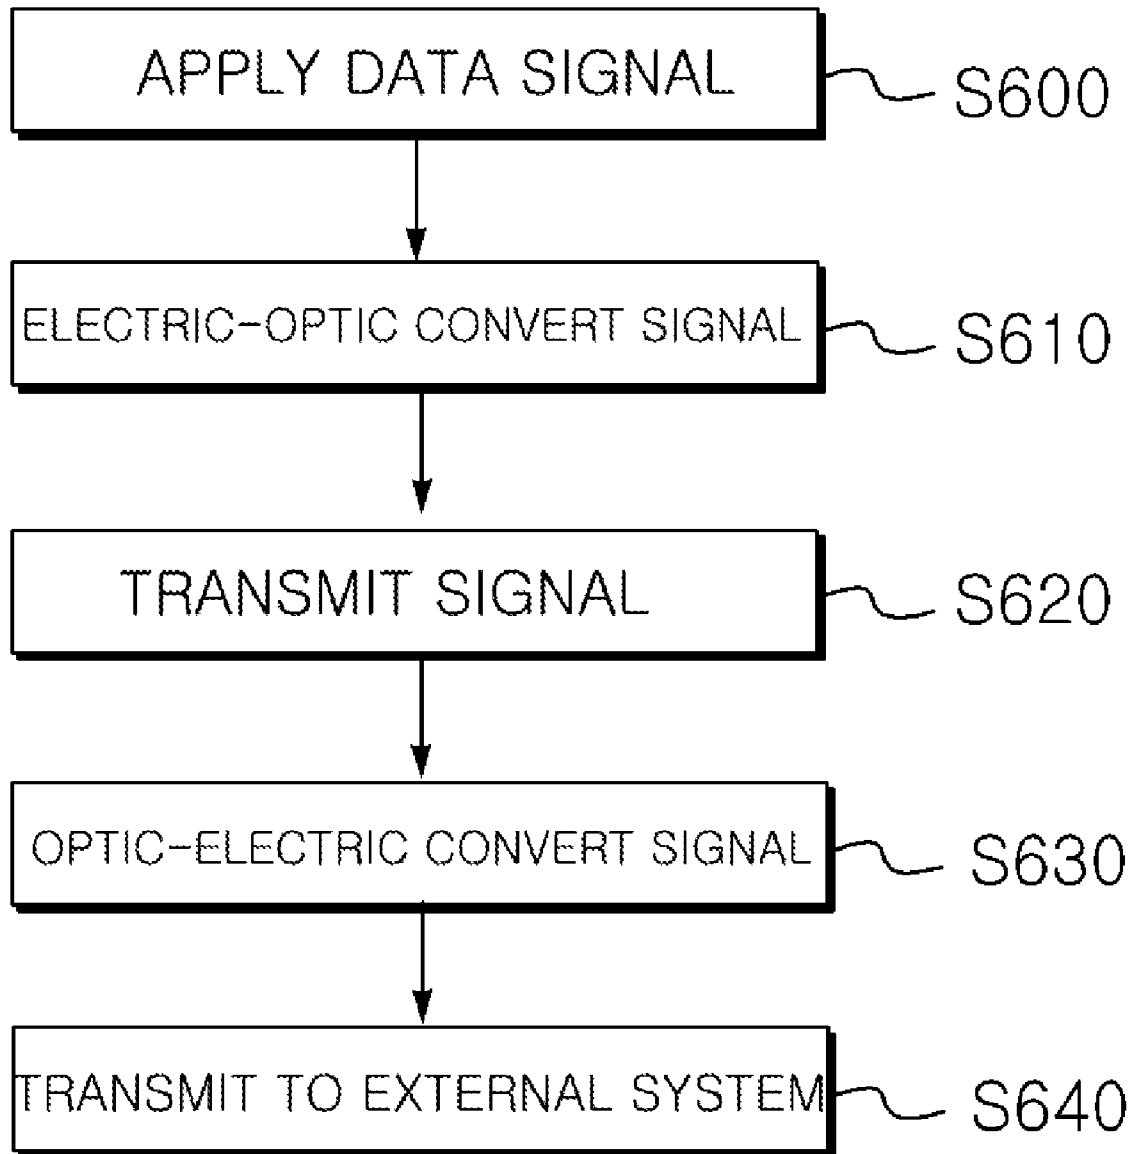 APPLY DATA SIGNAL
S600
ELECTRIC-OPTIC CONVERT SIGNAL
S610
TRANSMIT SIGNAL
S620
OPTIC-ELECTRIC CONVERT SIGNAL
S630
TRANSMIT TO EXTERNAL SYSTEM
S640